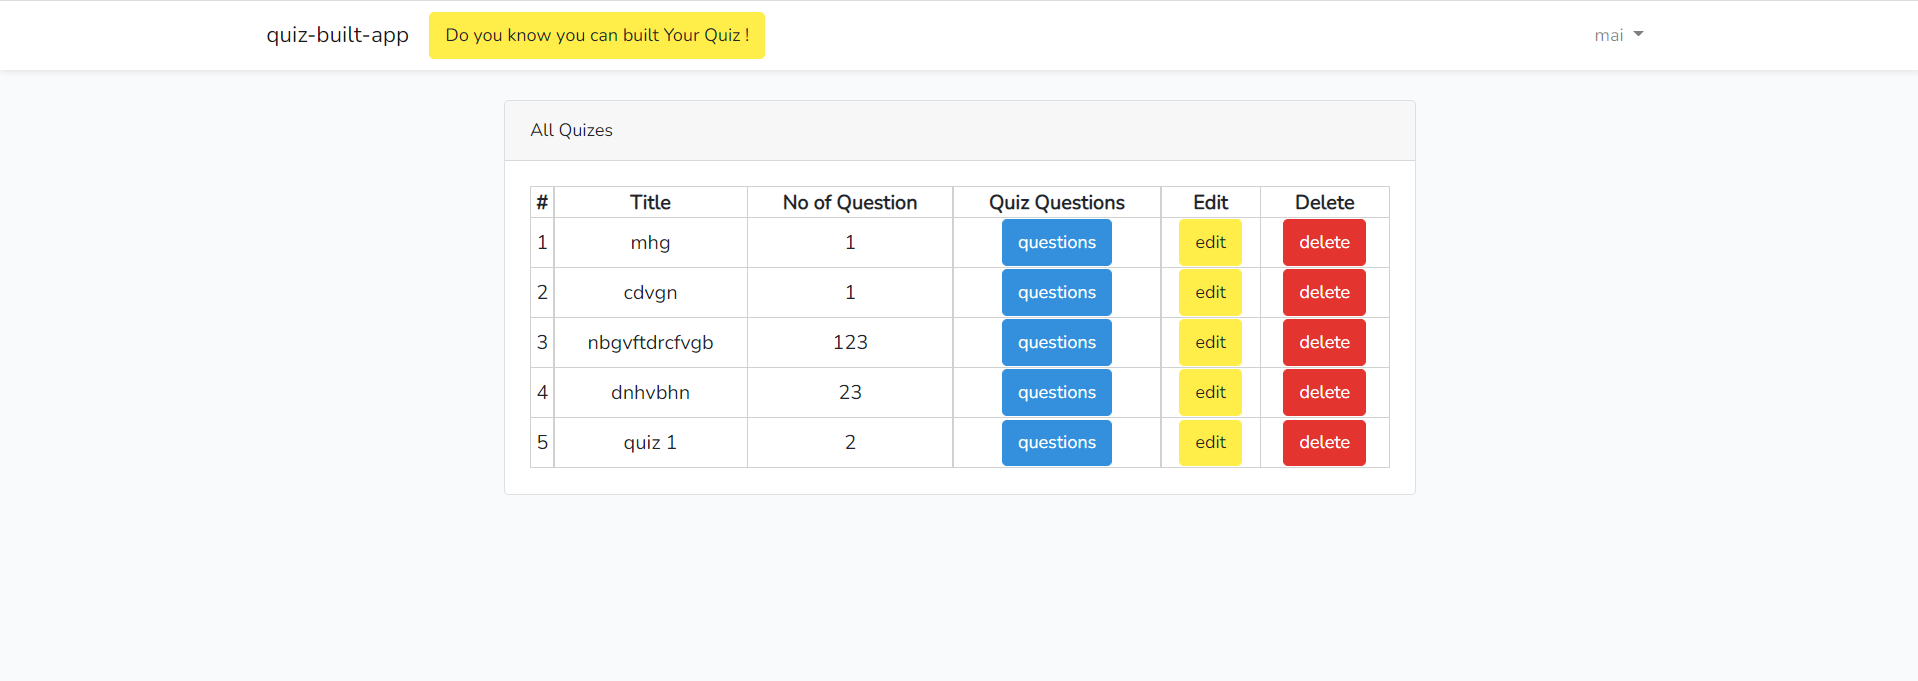 quiz-built-app Do you know you can built Your Quiz ! mai
All Quizes
# Title No of Question Quiz Questions Edit Delete
1 mhg 1 questions edit delete
2 cdvgn 1 questions edit delete
3 nbgvftdrcfvgb 123 questions edit delete
4 dnhvbhn 23 questions edit delete
5 quiz 1 2 questions edit delete